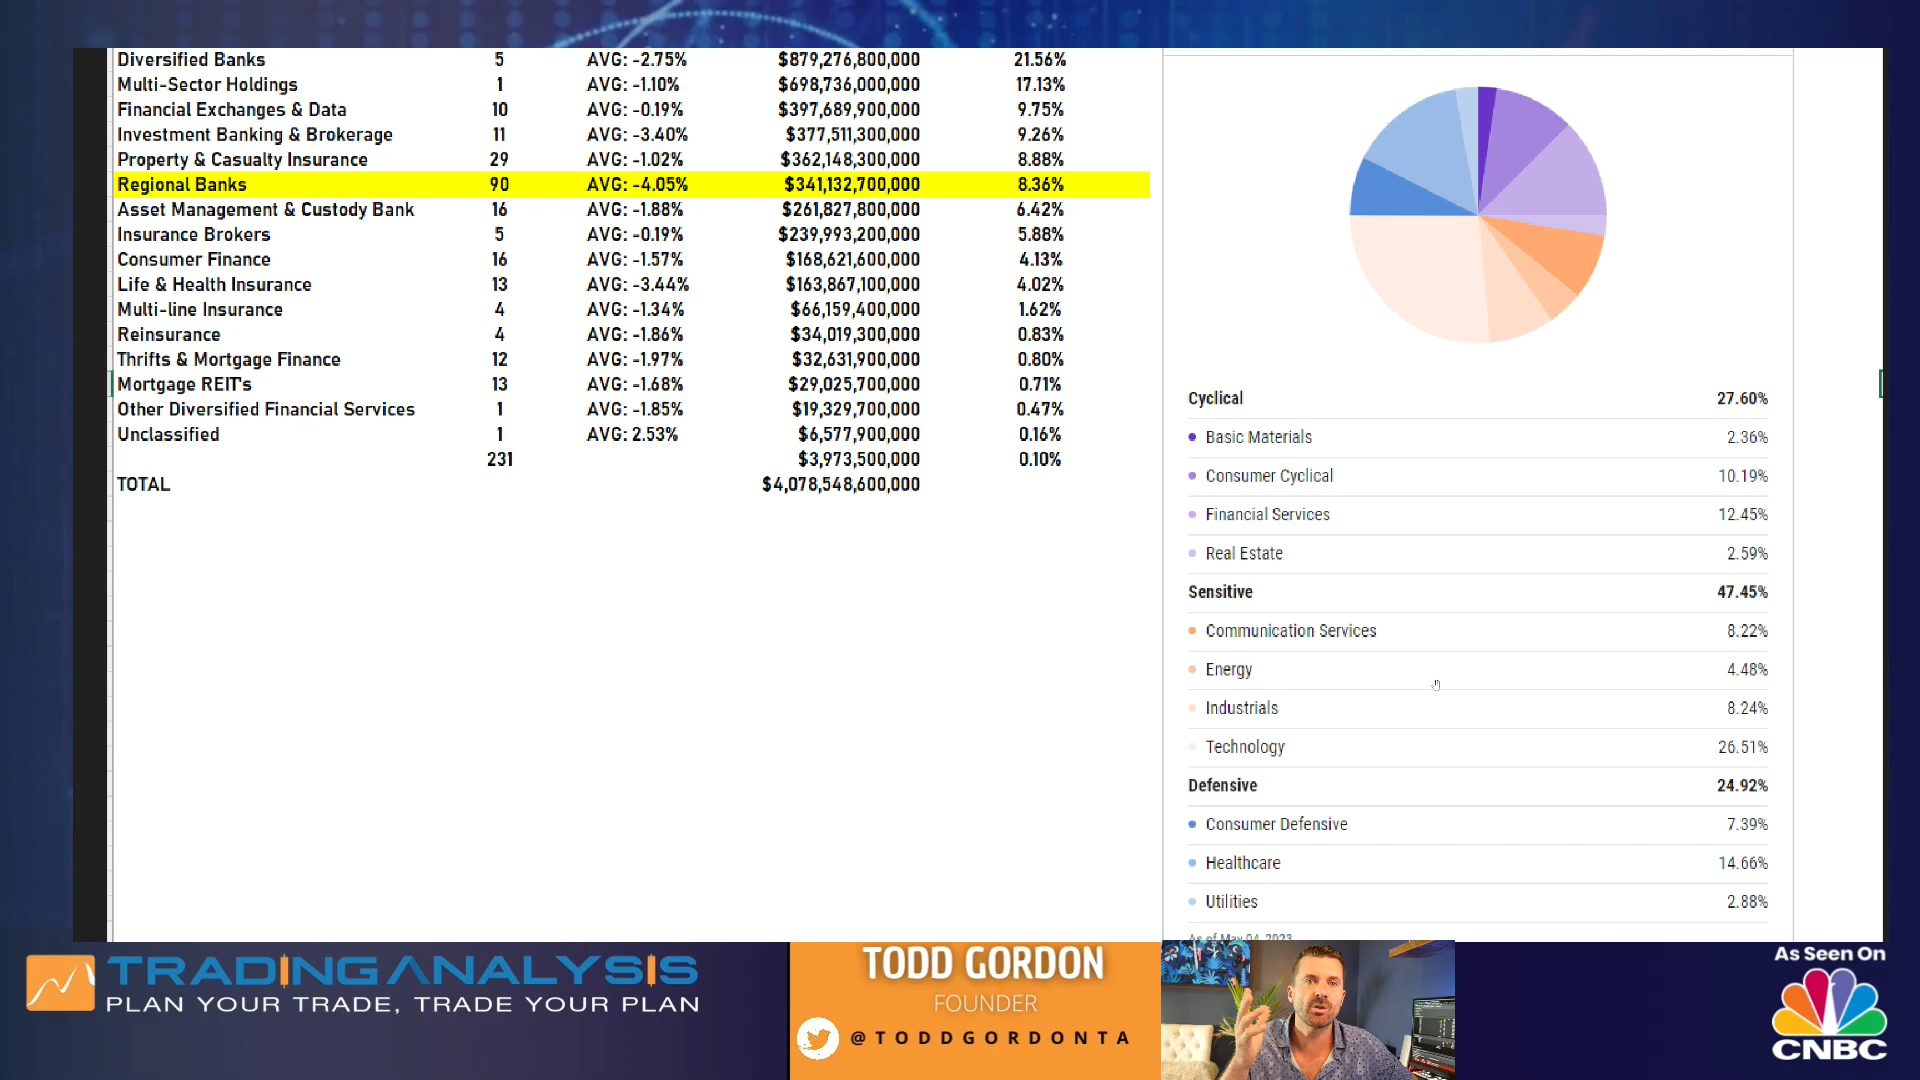 Diversified Banks 5 AVG: -2.75% $879,276,800,000 21.56%
Multi-Sector Holdings 1 AVG: -1.10% $698,736,000,000 17.13%
Financial Exchanges & Data 10 AVG: -0.19% $397,689,900,000 9.75%
Investment Banking & Brokerage 11 AVG: -3.40% $377,511,300,000 9.26%
Property & Casualty Insurance 29 AVG: -1.02% $362,148,300,000 8.88%
Regional Banks 90 AVG: -4.05% $341,132,700,000 8.36%
Asset Management & Custody Bank 16 AVG: -1.88% $261,827,800,000 6.42%
Insurance Brokers 5 AVG: -0.19% $239,993,200,000 5.88%
Consumer Finance 16 AVG: -1.57% $168,621,600,000 4.13%
Life & Health Insurance 13 AVG: -3.44% $163,867,100,000 4.02%
Multi-line Insurance 4 AVG: -1.34% $66,159,400,000 1.62%
Reinsurance 4 AVG: -1.86% $34,019,300,000 0.83%
Thrifts & Mortgage Finance 12 AVG: -1.97% $32,631,900,000 0.80%
Mortgage REIT's 13 AVG: -1.68% $29,025,700,000 0.71%
Other Diversified Financial Services 1 AVG: -1.85% $19,329,700,000 0.47%
Unclassified 1 AVG: 2.53% $6,577,900,000 0.16%
231 $3,973,500,000 0.10%
TOTAL $4,078,548,600,000
Cyclical 27.60%
Basic Materials 2.36%
Consumer Cyclical 10.19%
Financial Services 12.45%
Real Estate 2.59%
Sensitive 47.45%
Communication Services 8.22%
Energy 4.48%
Industrials 8.24%
Technology 26.51%
Defensive 24.92%
Consumer Defensive 7.39%
Healthcare 14.66%
Utilities 2.88%
As of May 04, 2023
TRADINGANALYSIS
PLAN YOUR TRADE, TRADE YOUR PLAN
TODD GORDON
FOUNDER
@TODDGORDONTA
As Seen On
CNBC